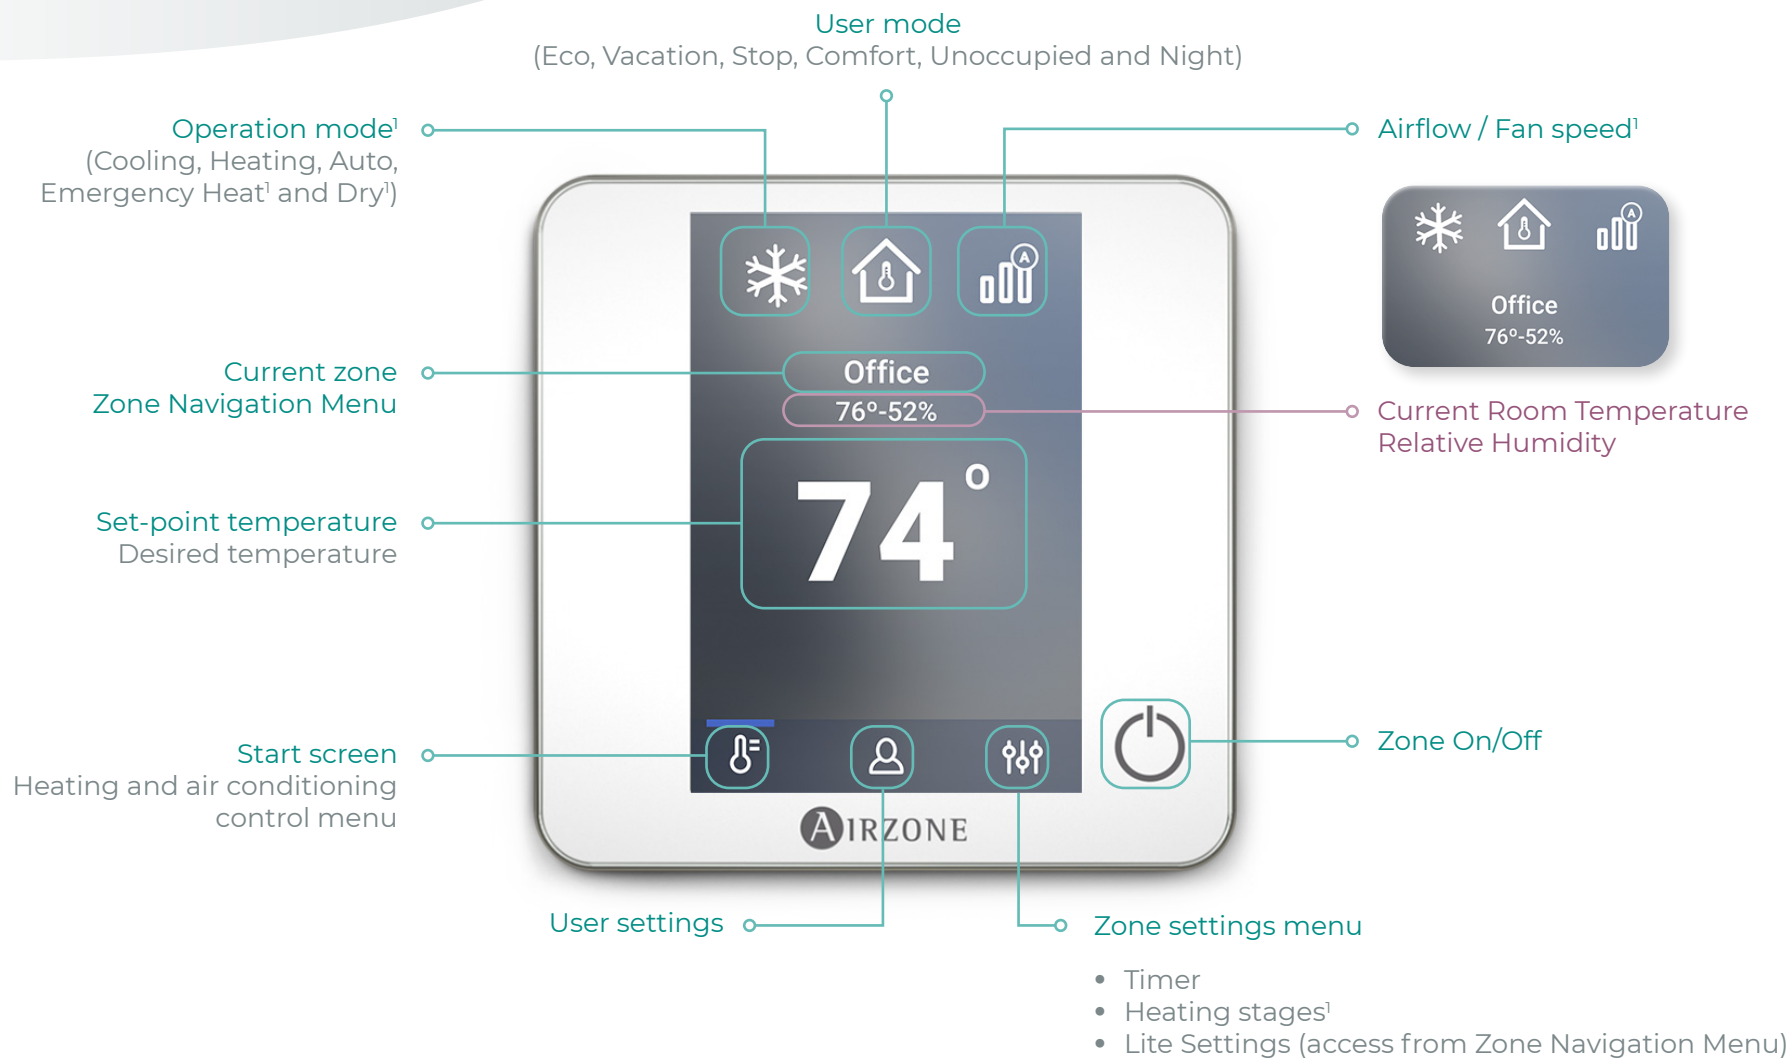 User mode
(Eco, Vacation, Stop, Comfort, Unoccupied and Night)
Operation mode¹
(Cooling, Heating, Auto,
Emergency Heat¹ and Dry¹)
Airflow / Fan speed¹
A
A
Office
76º-52%
Current zone
Zone Navigation Menu
Office
76º-52%
Current Room Temperature
Relative Humidity
74º
Set-point temperature
Desired temperature
Start screen
Heating and air conditioning
control menu
Zone On/Off
AIRZONE
User settings
Zone settings menu
• Timer
• Heating stages¹
• Lite Settings (access from Zone Navigation Menu)